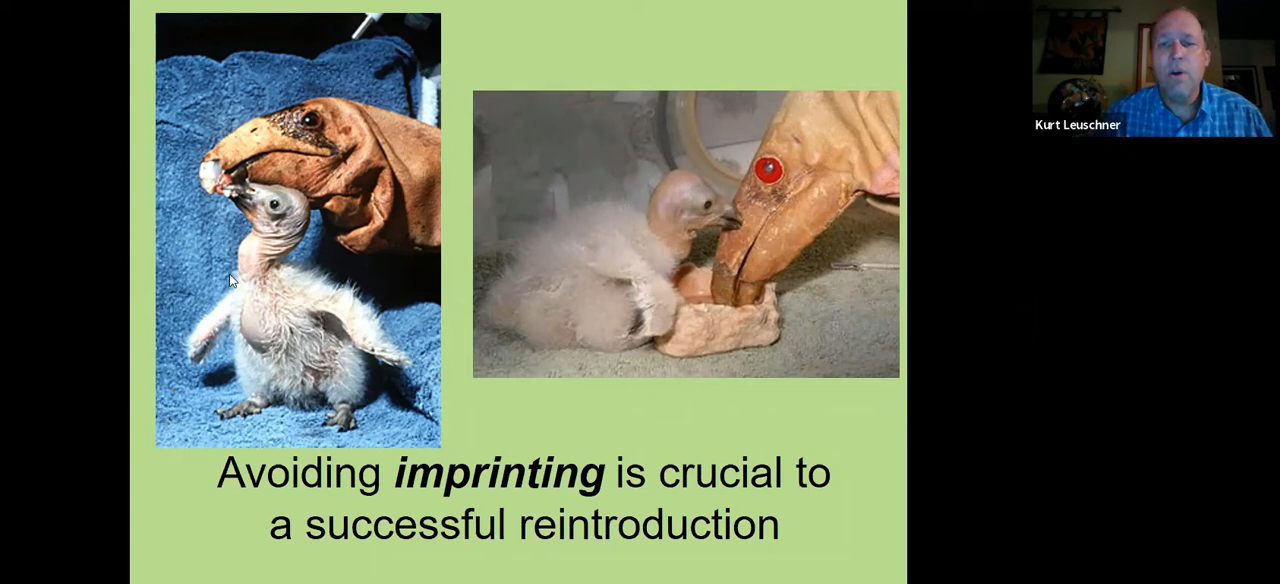 Kurt Leuschner
Avoiding imprinting is crucial to
a successful reintroduction